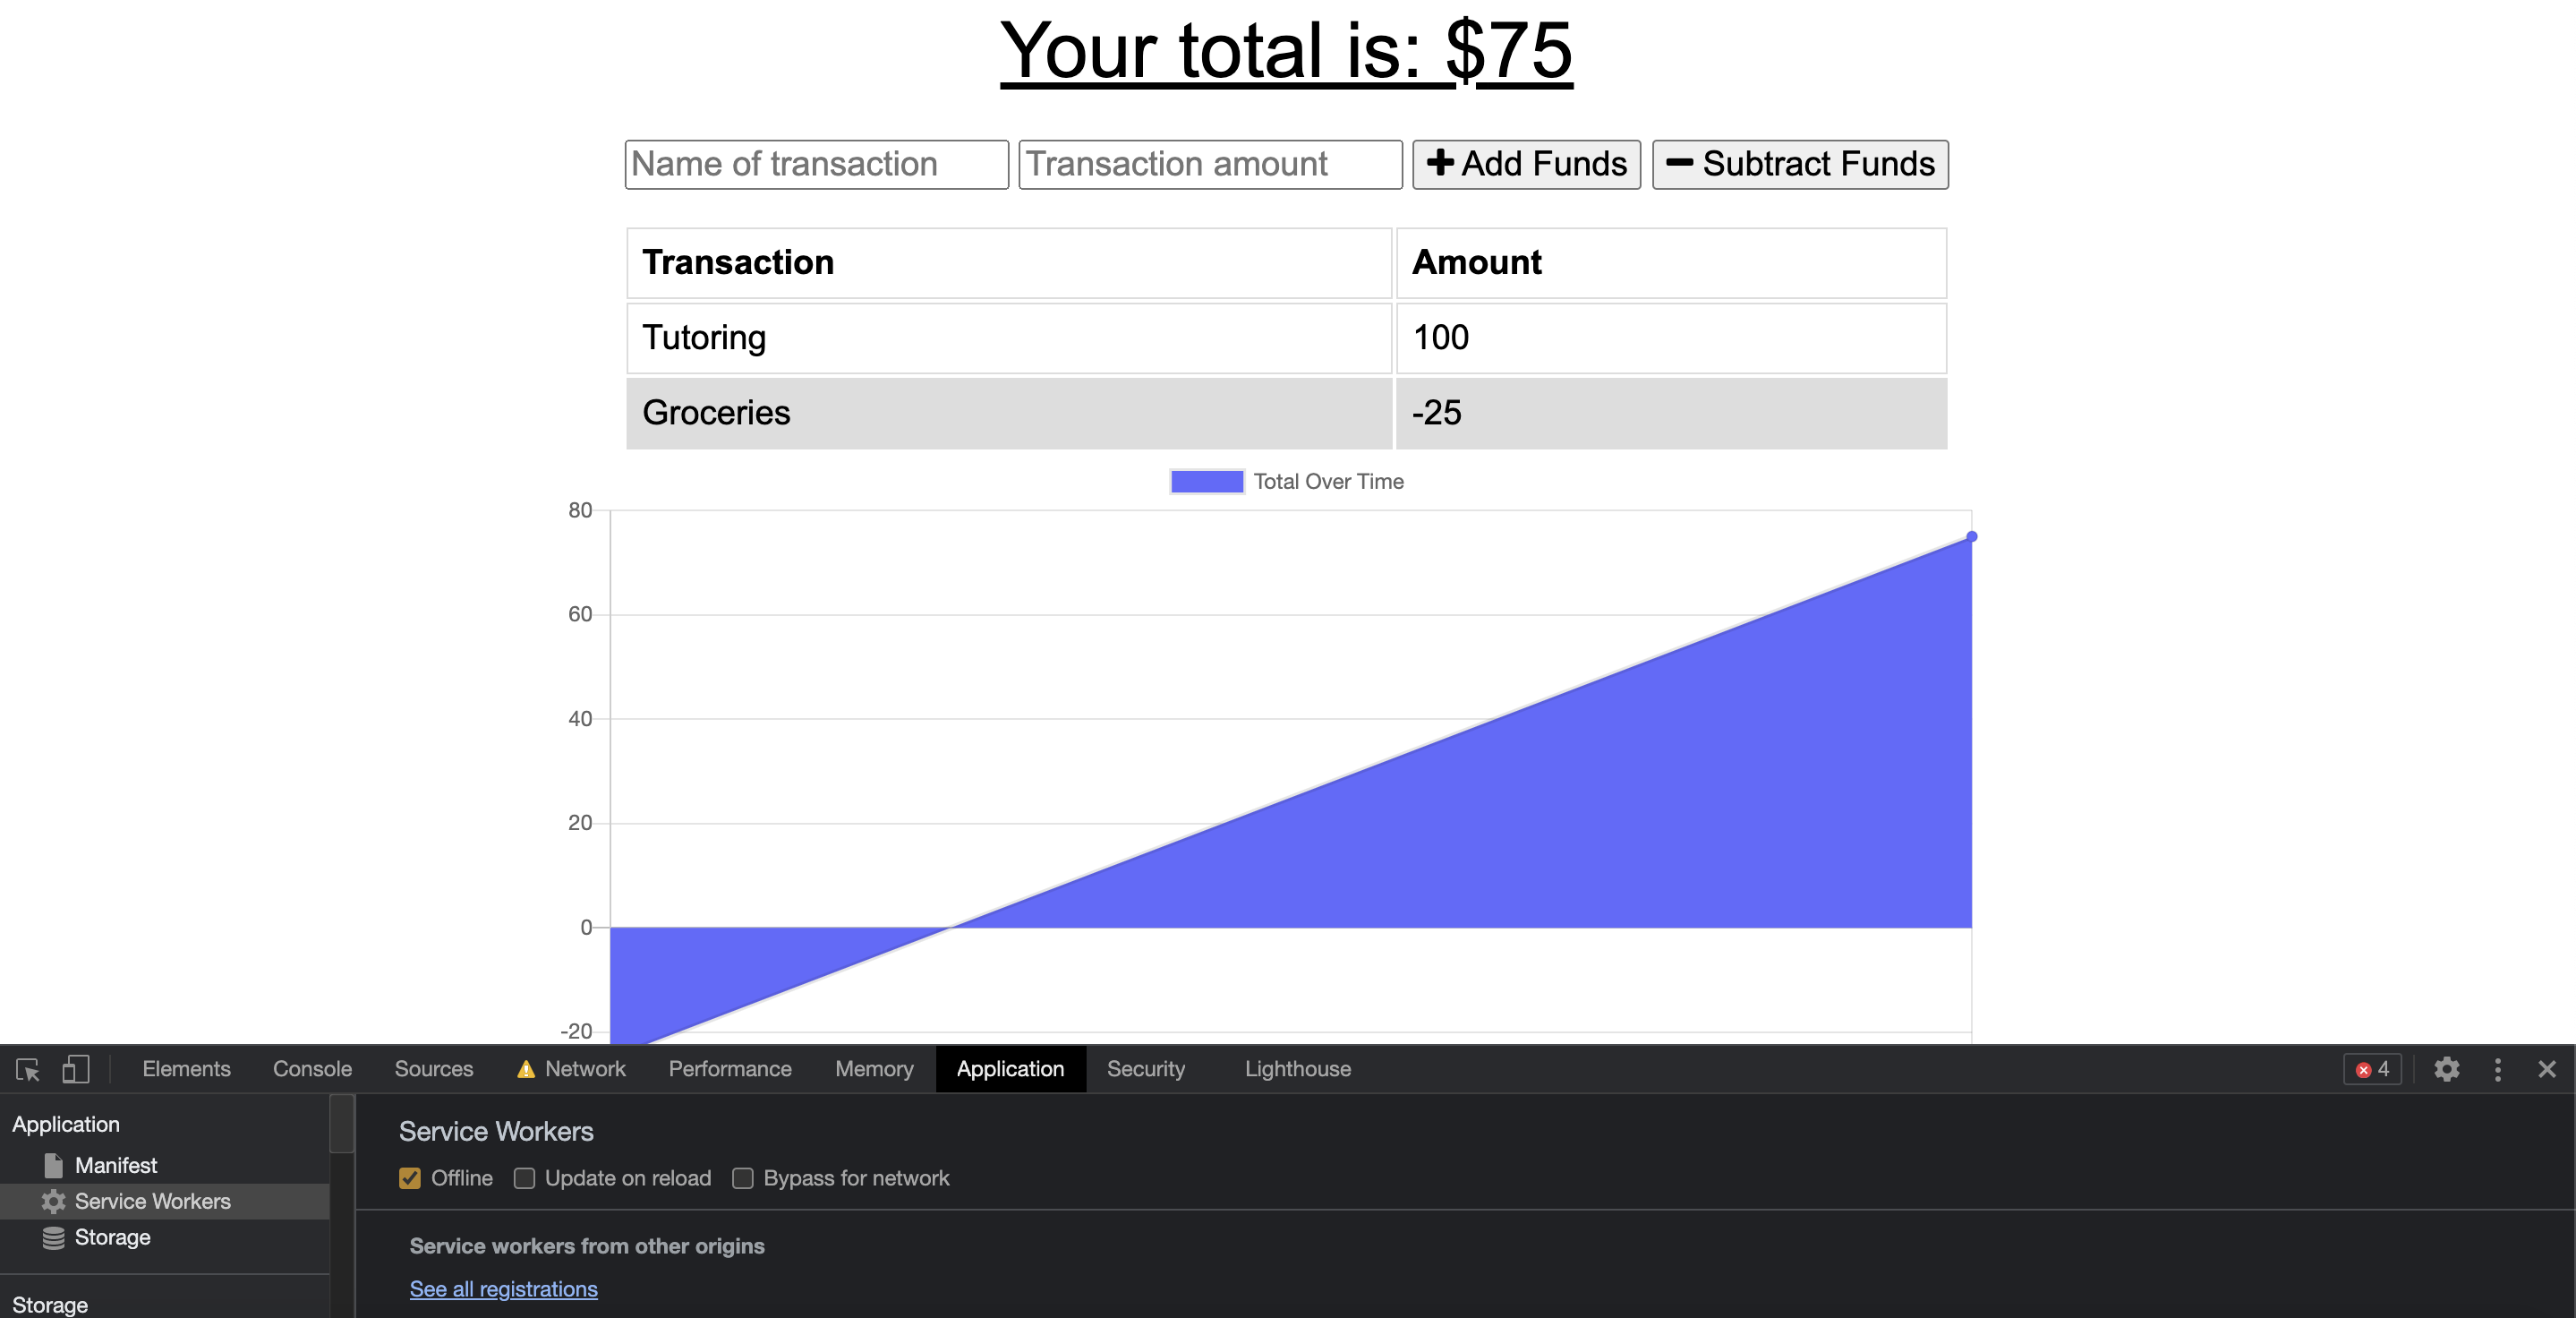 Your total is: $75
Name of transaction Transaction amount Add Funds Subtract Funds
Transaction Amount
Tutoring 100
Groceries -25
Total Over Time
80
60
40
20
0
-20
Elements Console Sources Network Performance Memory Application Security Lighthouse 4
Application
Manifest
Service Workers
Storage
Storage
Service Workers
Offline Update on reload Bypass for network
Service workers from other origins
See all registrations